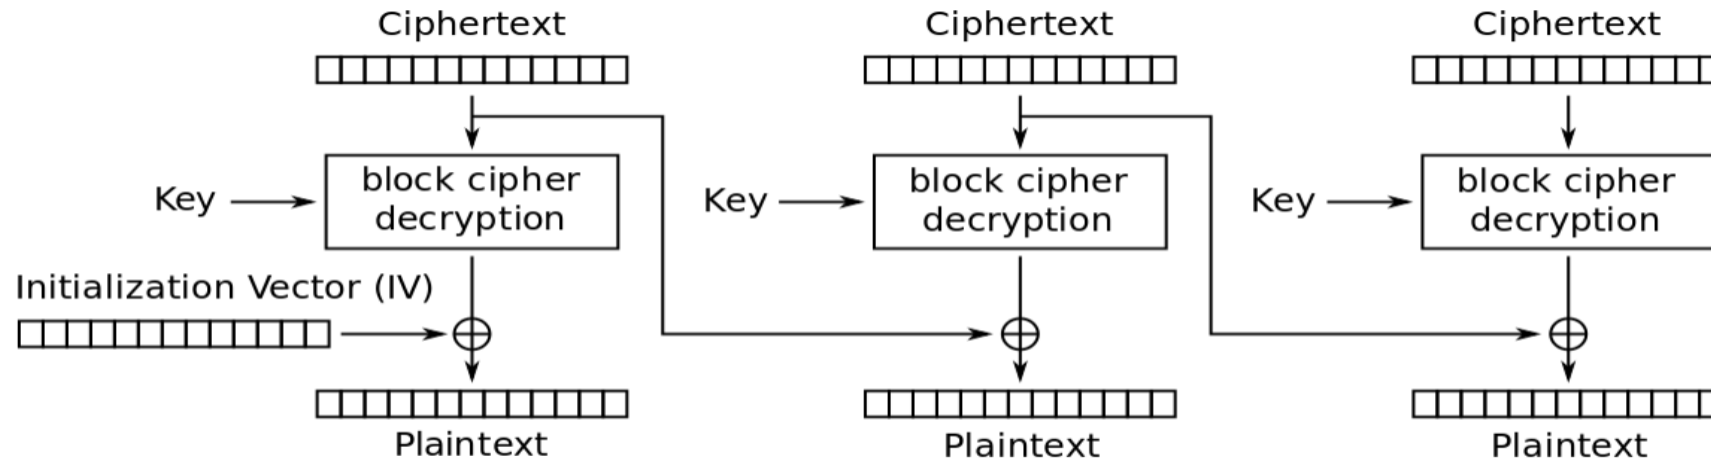 Ciphertext
Ciphertext
Ciphertext
Key
block cipher
decryption
Key
block cipher
decryption
Key
block cipher
decryption
Initialization Vector (IV)
Plaintext
Plaintext
Plaintext